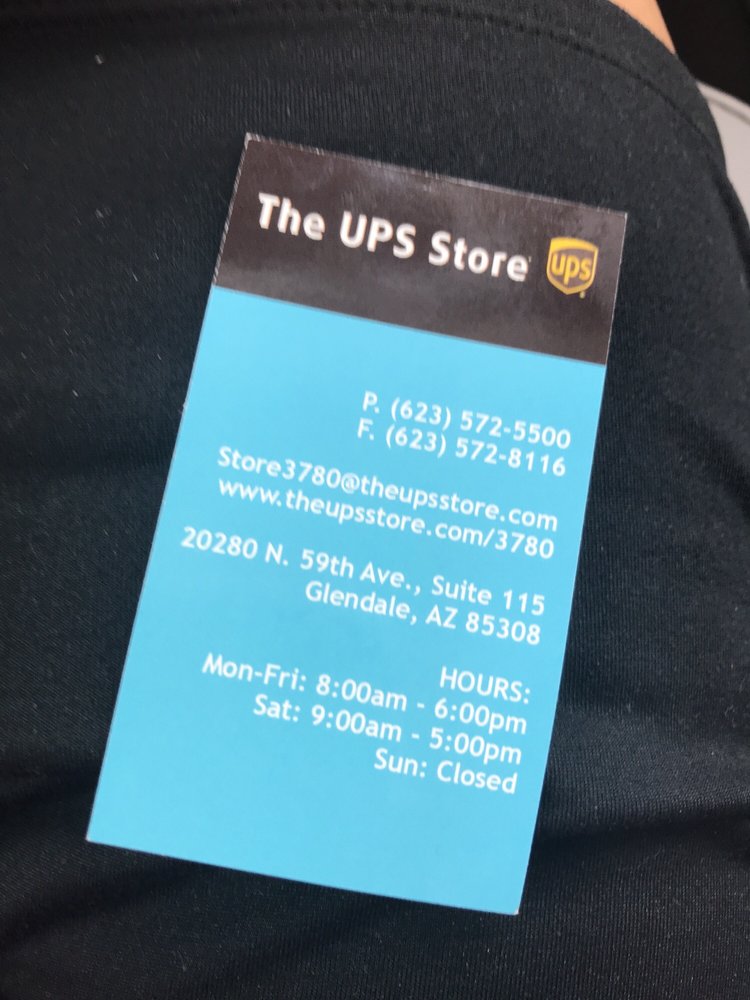 The UPS Store
ups
P. (623) 572-5500
F. (623) 572-8116
Store3780@theupsstore.com
www.theupsstore.com/3780
20280 N. 59th Ave., Suite 115
Glendale, AZ 85308
HOURS:
Mon-Fri: 8:00am - 6:00pm
Sat: 9:00am - 5:00pm
Sun: Closed